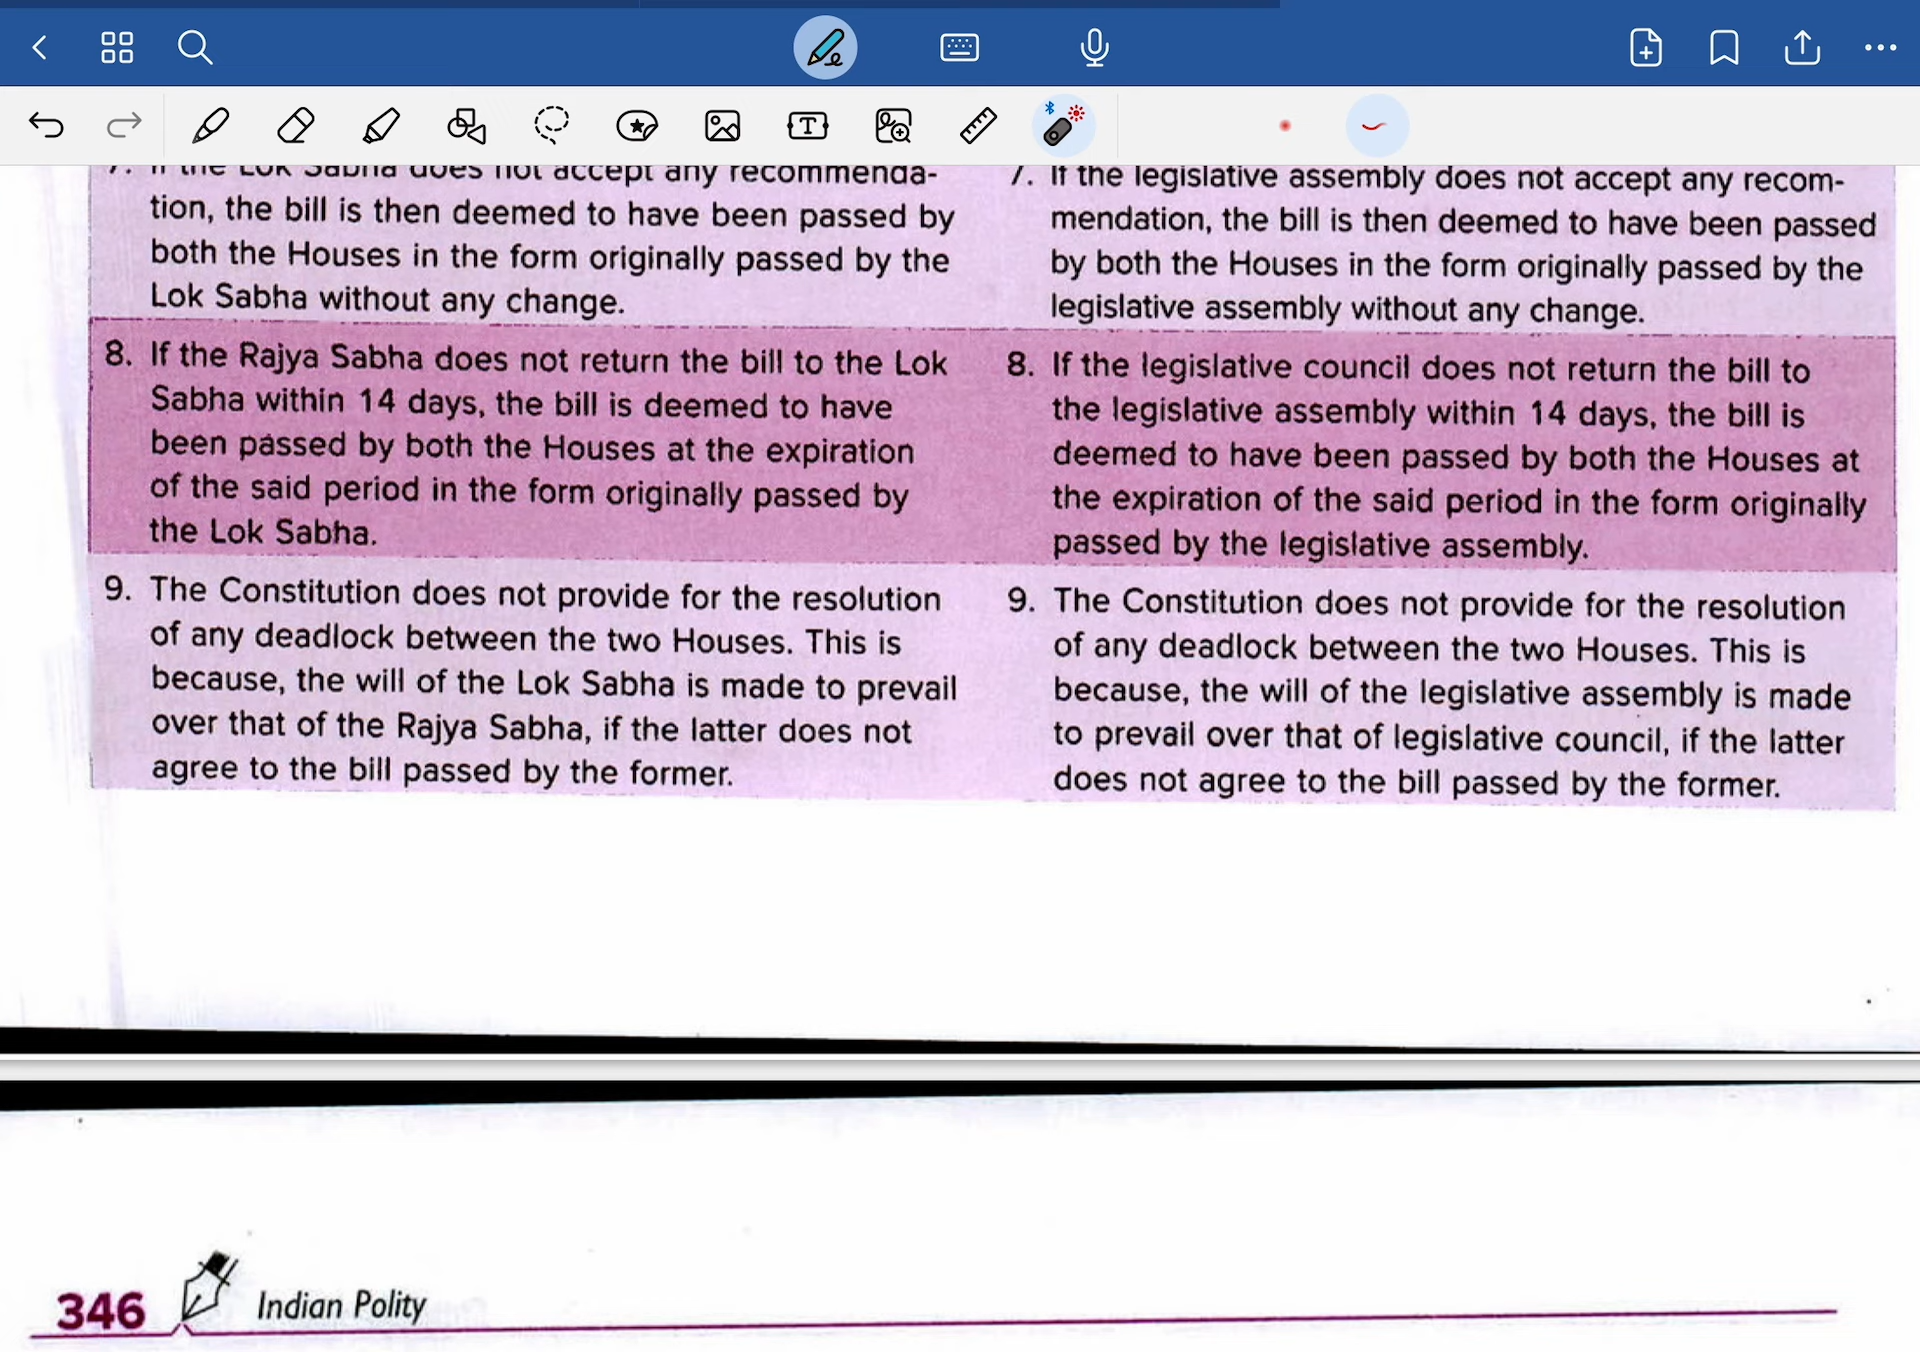 7. If the Lok Sabha does not accept any recommenda-
tion, the bill is then deemed to have been passed by
both the Houses in the form originally passed by the
Lok Sabha without any change.
8. If the Rajya Sabha does not return the bill to the Lok
Sabha within 14 days, the bill is deemed to have
been passed by both the Houses at the expiration
of the said period in the form originally passed by
the Lok Sabha.
9. The Constitution does not provide for the resolution
of any deadlock between the two Houses. This is
because, the will of the Lok Sabha is made to prevail
over that of the Rajya Sabha, if the latter does not
agree to the bill passed by the former.
7. If the legislative assembly does not accept any recom-
mendation, the bill is then deemed to have been passed
by both the Houses in the form originally passed by the
legislative assembly without any change.
8. If the legislative council does not return the bill to
the legislative assembly within 14 days, the bill is
deemed to have been passed by both the Houses at
the expiration of the said period in the form originally
passed by the legislative assembly.
9. The Constitution does not provide for the resolution
of any deadlock between the two Houses. This is
because, the will of the legislative assembly is made
to prevail over that of legislative council, if the latter
does not agree to the bill passed by the former.
346 Indian Polity